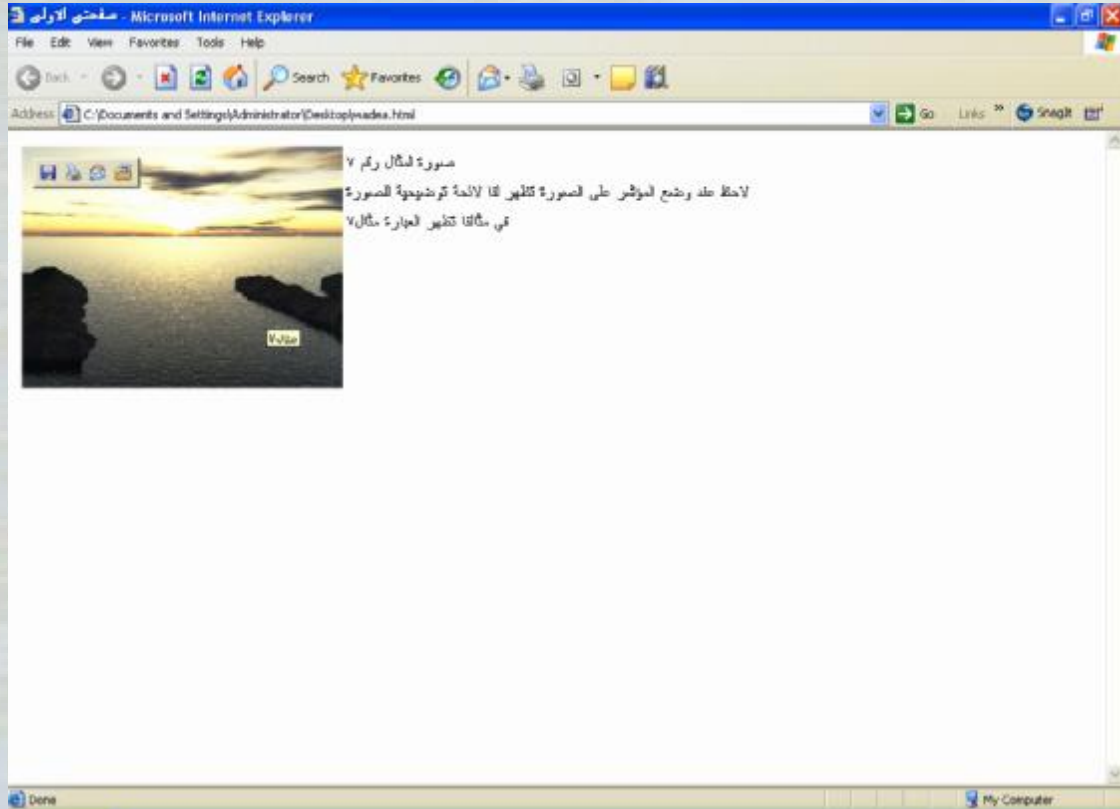 صفحتي الاولى - Microsoft Internet Explorer
File Edit View Favorites Tools Help
Back Search Favorites
Address C:\Documents and Settings\Administrator\Desktop\wadea.html Go Links » SnagIt
صورة المثال رقم ٧
لاحظ عند وضع المؤشر على الصورة تظهر لنا لائحة توضيحية للصورة
في مثالنا تظهر العبارة مثال٧
مثال٧
Done My Computer